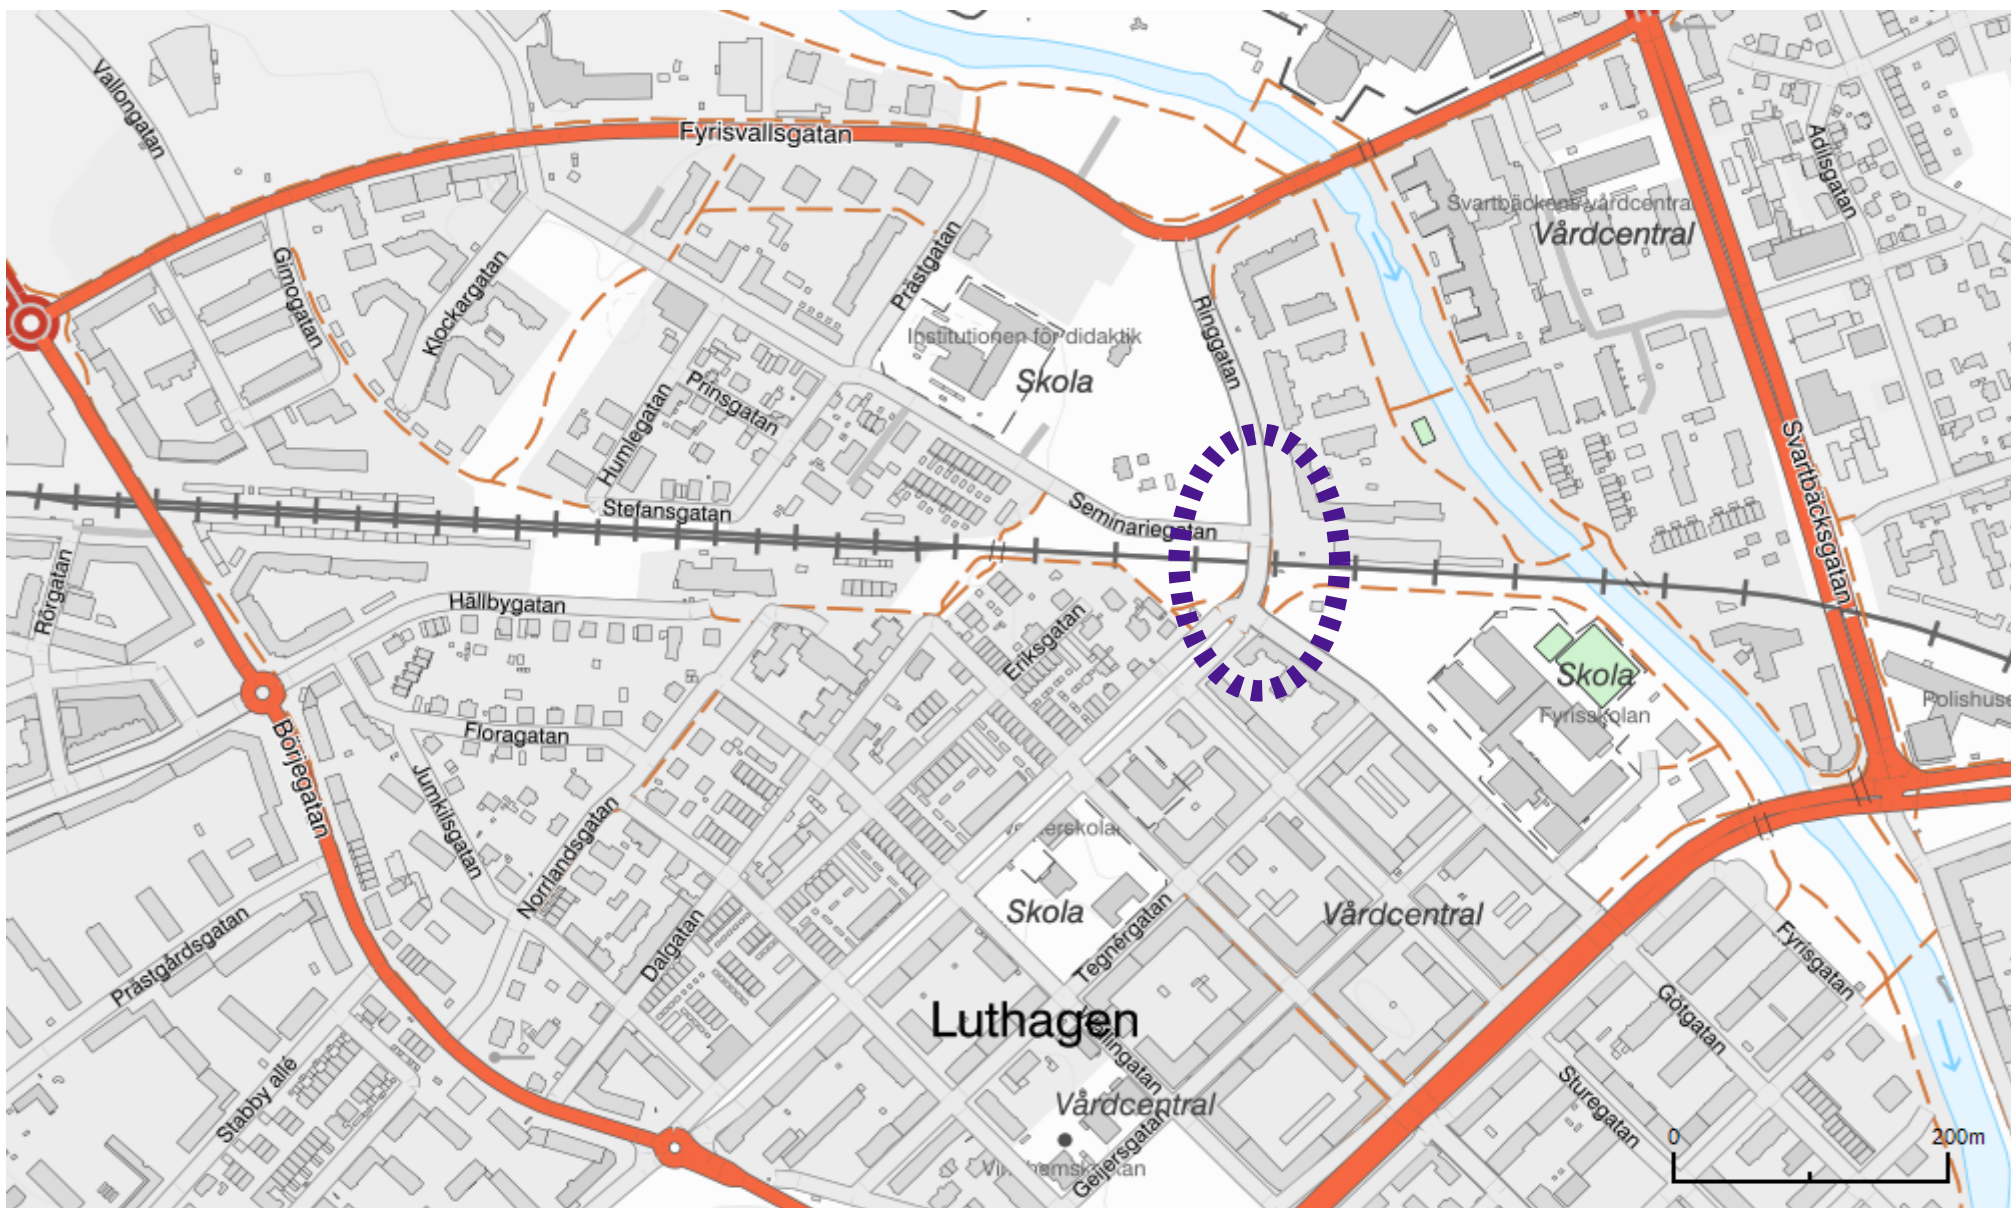 Vallongatan
Fyrisvallsgatan
Adilsgatan
Svartbäckens vårdcentral
Vårdcentral
Gimogatan
Klockargatan
Prästgatan
Ringgatan
Institutionen för didaktik
Skola
Prinsgatan
Humlegatan
Svartbäcksgatan
Stefansgatan
Seminariegatan
Rörgatan
Hällbygatan
Eriksgatan
Skola
Fyrisskolan
Polishuse
Floragatan
Börjegatan
Jumkilsgatan
Norrlandsgatan
Skola
Vårdcentral
Tegnérgatan
Dalgatan
Prästgårdsgatan
Fyrisgatan
Götgatan
Luthagen
Stabby allé
Vårdcentral
Sturegatan
Geijersgatan
0 200m